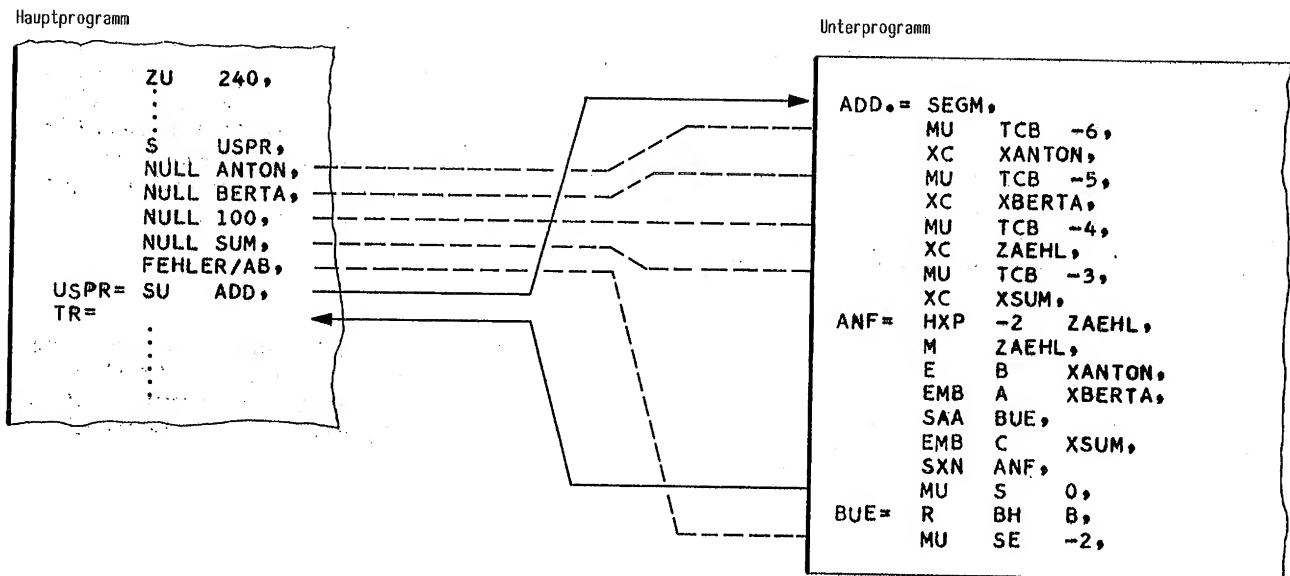 Hauptprogramm
ZU 240,
S USPR,
NULL ANTON,
NULL BERTA,
NULL 100,
NULL SUM,
FEHLER/AB,
USPR= SU ADD,
TR=
Unterprogramm
ADD.= SEGM,
MU TCB -6,
XC XANTON,
MU TCB -5,
XC XBERTA,
MU TCB -4,
XC ZAEHL,
MU TCB -3,
XC XSUM,
ANF= HXP -2 ZAEHL,
M ZAEHL,
E B XANTON,
EMB A XBERTA,
SAA BUE,
EMB C XSUM,
SXN ANF,
MU S 0,
BUE= R BH B,
MU SE -2,